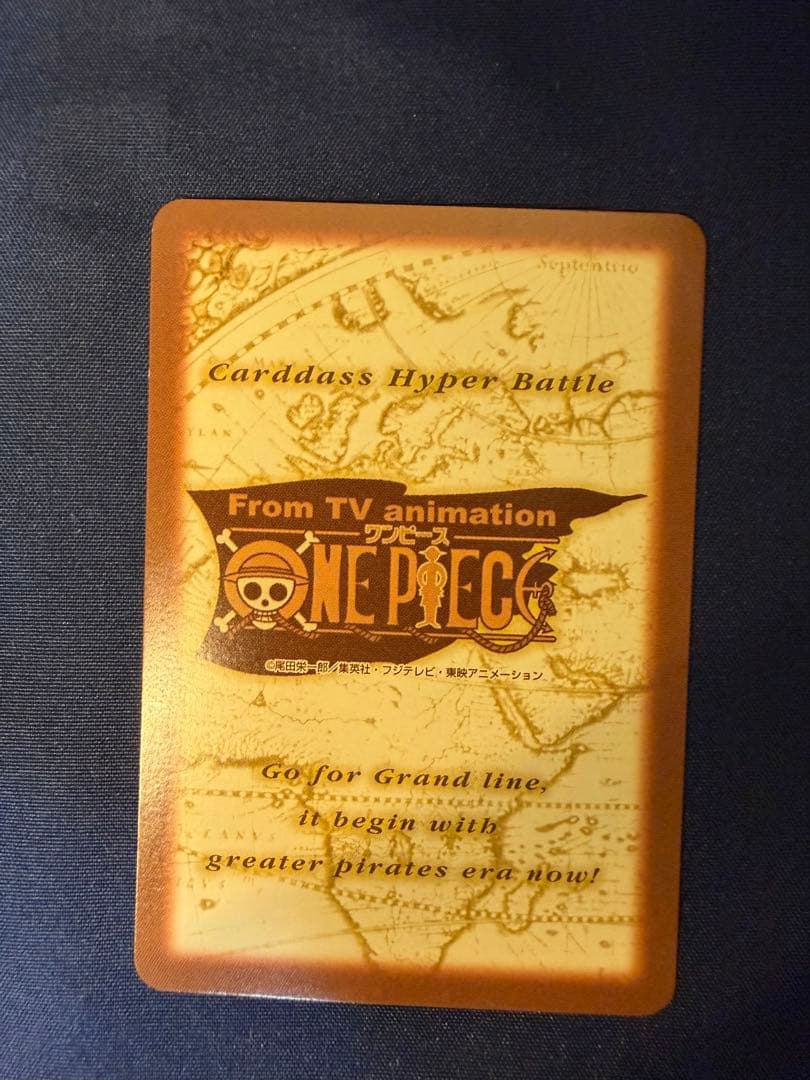 Septentrio
Carddass Hyper Battle
From TV animation
ワンピース
ONE PIECE
©尾田栄一郎／集英社・フジテレビ・東映アニメーション
Go for Grand line,
it begin with
greater pirates era now!